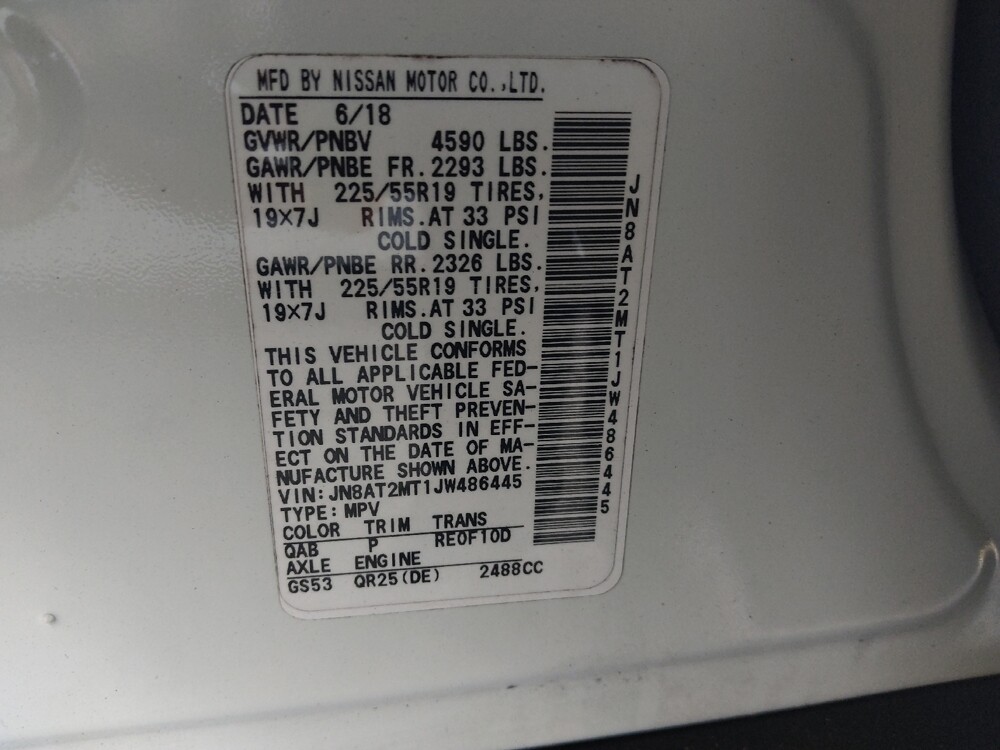 MFD BY NISSAN MOTOR CO.,LTD.
DATE 6/18
GVWR/PNBV 4590 LBS.
GAWR/PNBE FR.2293 LBS.
WITH 225/55R19 TIRES,
19×7J RIMS.AT 33 PSI
COLD SINGLE.
GAWR/PNBE RR.2326 LBS.
WITH 225/55R19 TIRES,
19×7J RIMS.AT 33 PSI
COLD SINGLE.
THIS VEHICLE CONFORMS
TO ALL APPLICABLE FED-
ERAL MOTOR VEHICLE SA-
FETY AND THEFT PREVEN-
TION STANDARDS IN EFF-
ECT ON THE DATE OF MA-
NUFACTURE SHOWN ABOVE.
VIN:JN8AT2MT1JW486445
TYPE:MPV
COLOR TRIM TRANS
QAB P RE0F10D
AXLE ENGINE
GS53 QR25(DE) 2488CC
JN8AT2MT1JW486445